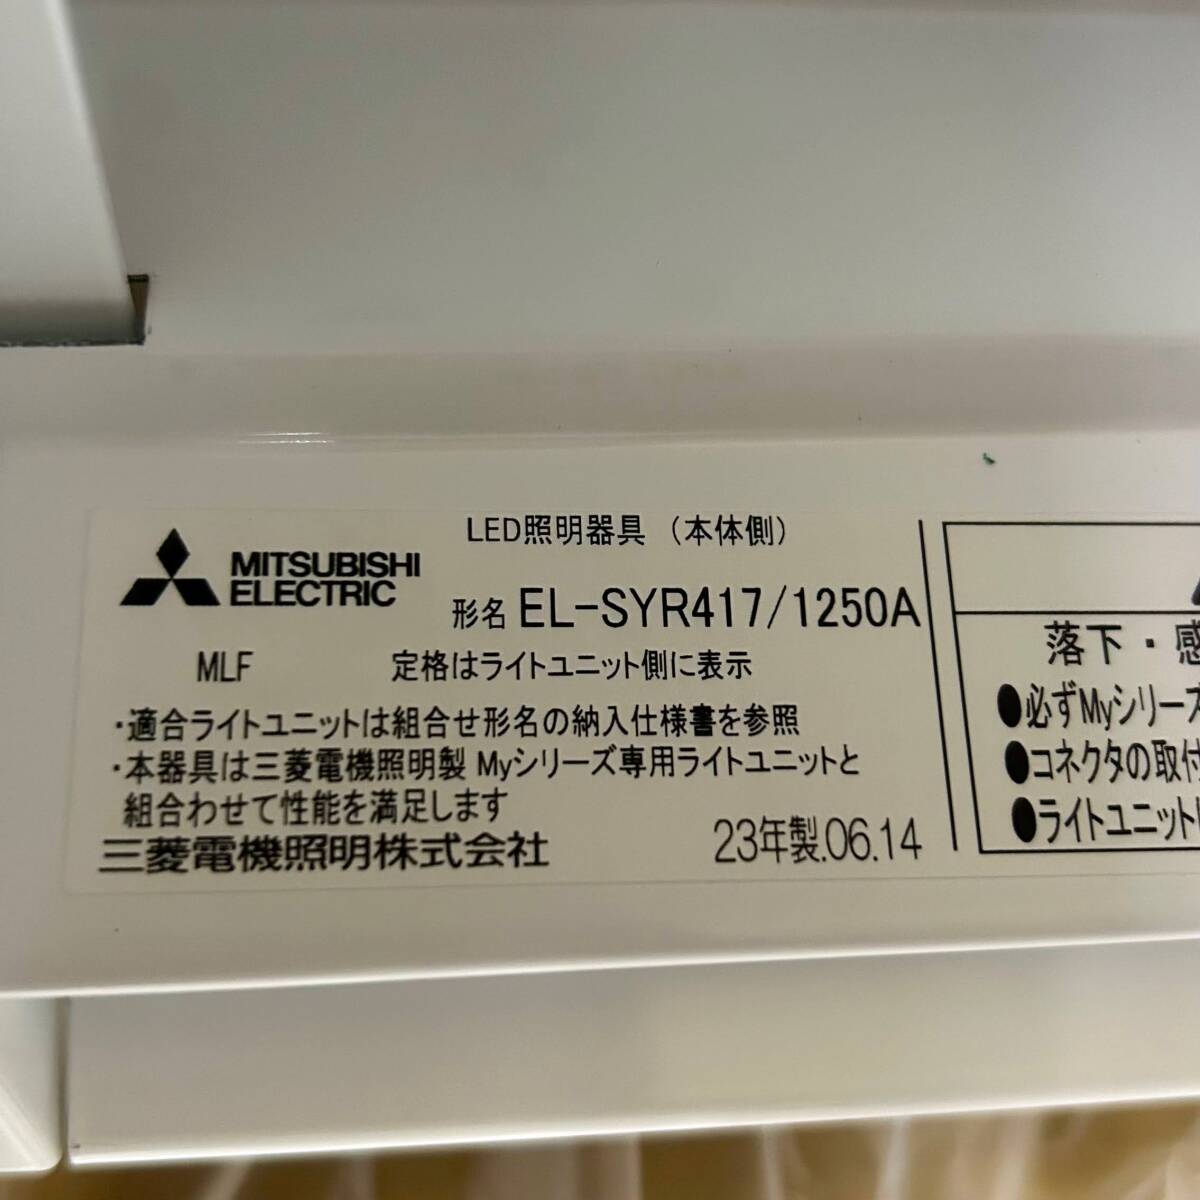 LED照明器具 (本体側)
MITSUBISHI
ELECTRIC
形名 EL-SYR417/1250A
MLF 定格はライトユニット側に表示
・適合ライトユニットは組合せ形名の納入仕様書を参照
・本器具は三菱電機照明製 Myシリーズ専用ライトユニットと
組合わせて性能を満足します
三菱電機照明株式会社 23年製.06.14
落下・感
●必ずMyシリーズ
●コネクタの取付
●ライトユニット